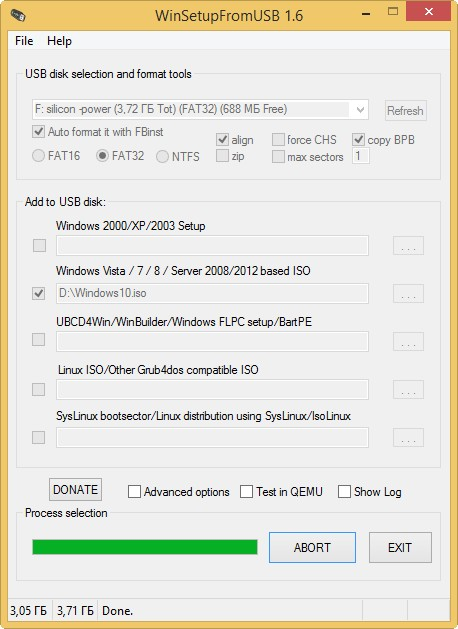 WinSetupFromUSB 1.6
File Help
USB disk selection and format tools
F: silicon -power (3,72 ГБ Tot) (FAT32) (688 МБ Free)
Refresh
Auto format it with FBinst
align
force CHS
copy BPB
FAT16
FAT32
NTFS
zip
max sectors
1
Add to USB disk:
Windows 2000/XP/2003 Setup
...
Windows Vista / 7 / 8 / Server 2008/2012 based ISO
D:\Windows10.iso
...
UBCD4Win/WinBuilder/Windows FLPC setup/BartPE
...
Linux ISO/Other Grub4dos compatible ISO
...
SysLinux bootsector/Linux distribution using SysLinux/IsoLinux
...
DONATE
Advanced options
Test in QEMU
Show Log
Process selection
ABORT
EXIT
3,05 ГБ 3,71 ГБ Done.